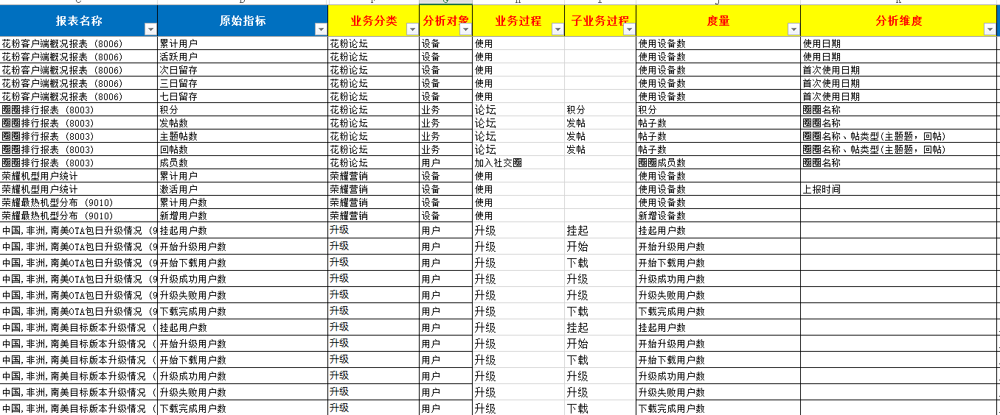 报表名称 原始指标 业务分类 分析对象 业务过程 子业务过程 度量 分析维度
花粉客户端概况报表 (8006) 累计用户 花粉论坛 设备 使用 使用设备数 使用日期
花粉客户端概况报表 (8006) 活跃用户 花粉论坛 设备 使用 使用设备数 使用日期
花粉客户端概况报表 (8006) 次日留存 花粉论坛 设备 使用 使用设备数 首次使用日期
花粉客户端概况报表 (8006) 三日留存 花粉论坛 设备 使用 使用设备数 首次使用日期
花粉客户端概况报表 (8006) 七日留存 花粉论坛 设备 使用 使用设备数 首次使用日期
圈圈排行报表 (8003) 积分 花粉论坛 业务 论坛 积分 积分 圈圈名称
圈圈排行报表 (8003) 发帖数 花粉论坛 业务 论坛 发帖 帖子数 圈圈名称
圈圈排行报表 (8003) 主题帖数 花粉论坛 业务 论坛 发帖 帖子数 圈圈名称、帖类型(主题题，回帖)
圈圈排行报表 (8003) 回帖数 花粉论坛 业务 论坛 发帖 帖子数 圈圈名称、帖类型(主题题，回帖)
圈圈排行报表 (8003) 成员数 花粉论坛 用户 加入社交圈 圈圈成员数 圈圈名称
荣耀机型用户统计 累计用户 荣耀营销 设备 使用 使用设备数
荣耀机型用户统计 激活用户 荣耀营销 设备 使用 使用设备数 上报时间
荣耀最热机型分布 (9010) 累计用户数 荣耀营销 设备 使用 使用设备数
荣耀最热机型分布 (9010) 新增用户数 荣耀营销 设备 使用 新增设备数
中国,非洲,南美OTA包日升级情况 (9 挂起用户数 升级 用户 升级 挂起 挂起用户数
中国,非洲,南美OTA包日升级情况 (9 开始升级用户数 升级 用户 升级 开始 开始升级用户数
中国,非洲,南美OTA包日升级情况 (9 开始下载用户数 升级 用户 升级 下载 开始下载用户数
中国,非洲,南美OTA包日升级情况 (9 升级成功用户数 升级 用户 升级 升级 升级成功用户数
中国,非洲,南美OTA包日升级情况 (9 升级失败用户数 升级 用户 升级 升级 升级失败用户数
中国,非洲,南美OTA包日升级情况 (9 下载完成用户数 升级 用户 升级 下载 下载完成用户数
中国,非洲,南美目标版本升级情况 ( 挂起用户数 升级 用户 升级 挂起 挂起用户数
中国,非洲,南美目标版本升级情况 ( 开始升级用户数 升级 用户 升级 开始 开始升级用户数
中国,非洲,南美目标版本升级情况 ( 开始下载用户数 升级 用户 升级 下载 开始下载用户数
中国,非洲,南美目标版本升级情况 ( 升级成功用户数 升级 用户 升级 升级 升级成功用户数
中国,非洲,南美目标版本升级情况 ( 升级失败用户数 升级 用户 升级 升级 升级失败用户数
中国,非洲,南美目标版本升级情况 ( 下载完成用户数 升级 用户 升级 下载 下载完成用户数